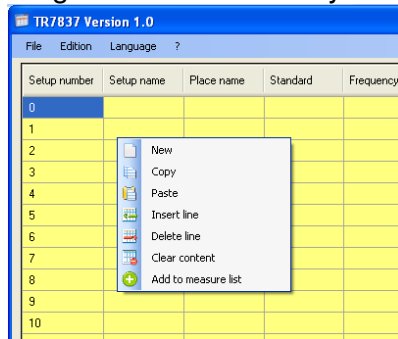 TR7837 Version 1.0
File Edition Language ?
Setup number Setup name Place name Standard Frequency
0
1
2
3
4
5
6
7
8
9
10
New
Copy
Paste
Insert line
Delete line
Clear content
Add to measure list